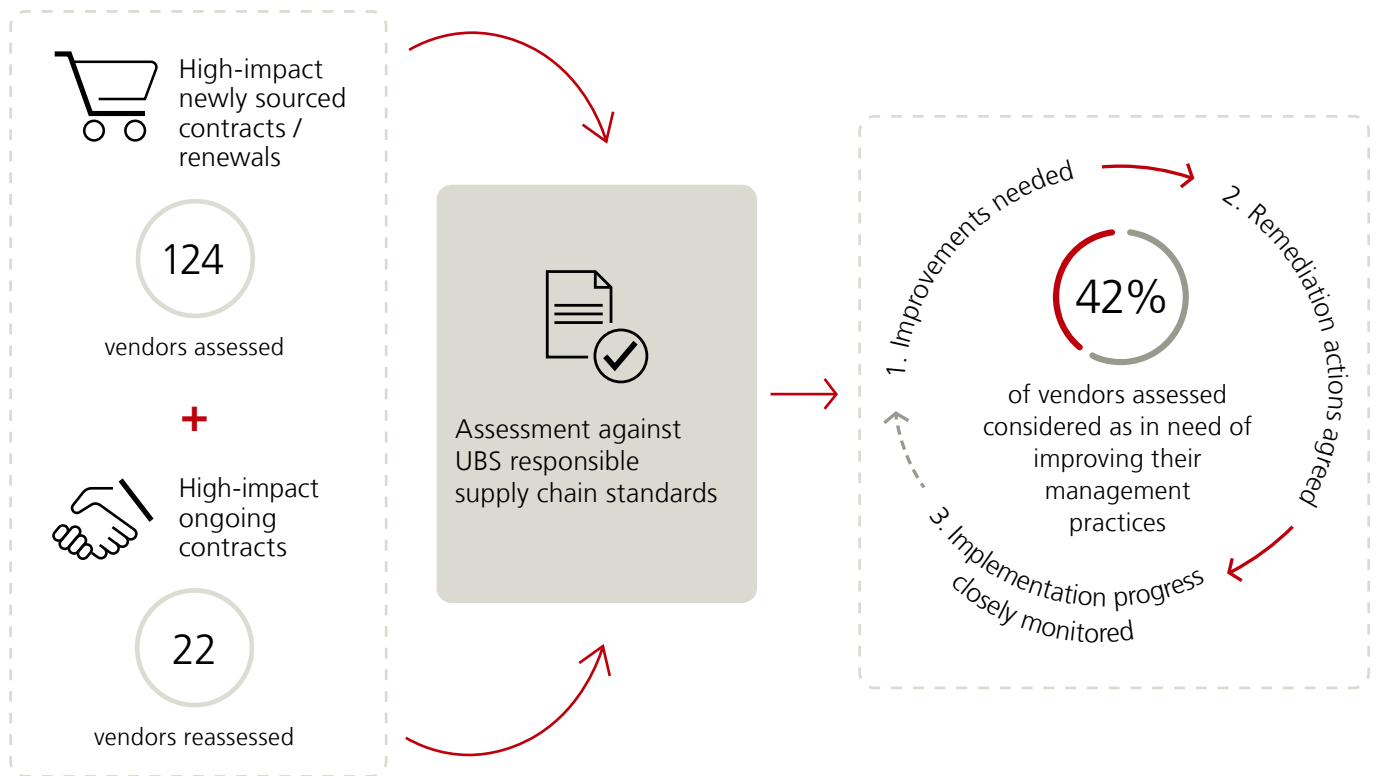 High-impact
newly sourced
contracts /
renewals
124
vendors assessed
+
High-impact
ongoing
contracts
22
vendors reassessed
Assessment against
UBS responsible
supply chain standards
1. Improvements needed
2. Remediation actions agreed
3. Implementation progress
closely monitored
42%
of vendors assessed
considered as in need of
improving their
management
practices